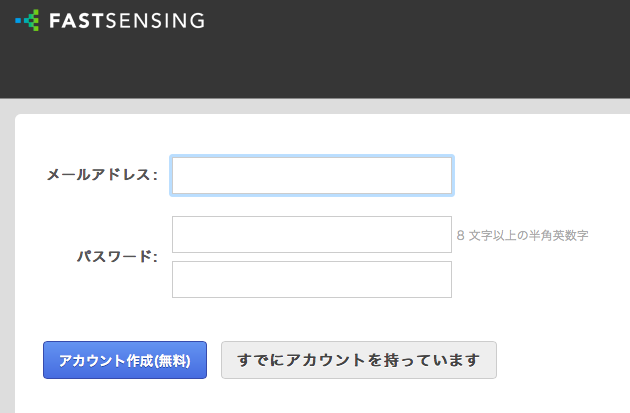 FASTSENSING
メールアドレス:
8 文字以上の半角英数字
パスワード:
アカウント作成(無料)
すでにアカウントを持っています